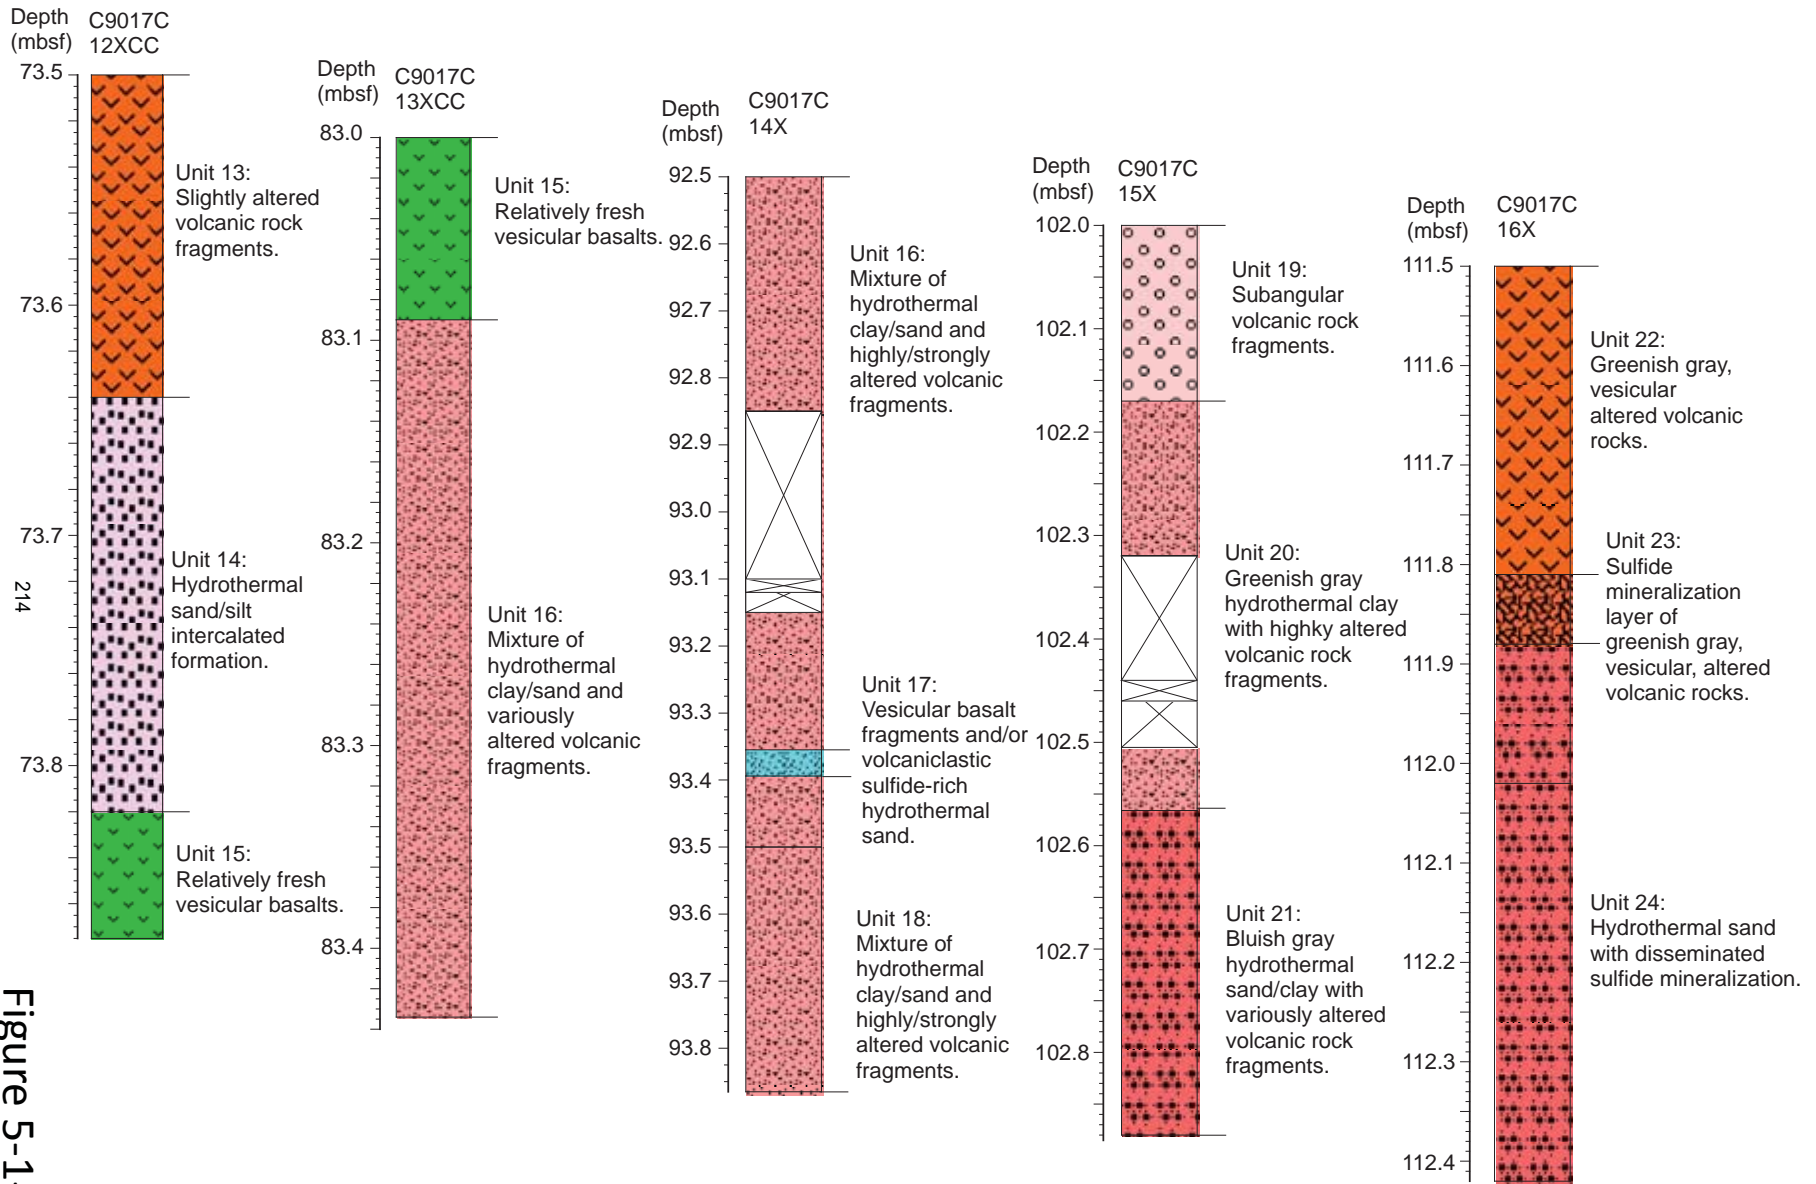 Depth
(mbsf)
C9017C
12XCC
73.5
73.6
73.7
73.8
Unit 13:
Slightly altered
volcanic rock
fragments.
Unit 14:
Hydrothermal
sand/silt
intercalated
formation.
Unit 15:
Relatively fresh
vesicular basalts.
Depth
(mbsf)
C9017C
13XCC
83.0
83.1
83.2
83.3
83.4
Unit 15:
Relatively fresh
vesicular basalts.
Unit 16:
Mixture of
hydrothermal
clay/sand and
variously
altered volcanic
fragments.
Depth
(mbsf)
C9017C
14X
92.5
92.6
92.7
92.8
92.9
93.0
93.1
93.2
93.3
93.4
93.5
93.6
93.7
93.8
Unit 16:
Mixture of
hydrothermal
clay/sand and
highly/strongly
altered volcanic
fragments.
Unit 17:
Vesicular basalt
fragments and/or
volcaniclastic
sulfide-rich
hydrothermal
sand.
Unit 18:
Mixture of
hydrothermal
clay/sand and
highly/strongly
altered volcanic
fragments.
Depth
(mbsf)
C9017C
15X
102.0
102.1
102.2
102.3
102.4
102.5
102.6
102.7
102.8
Unit 19:
Subangular
volcanic rock
fragments.
Unit 20:
Greenish gray
hydrothermal clay
with highky altered
volcanic rock
fragments.
Unit 21:
Bluish gray
hydrothermal
sand/clay with
variously altered
volcanic rock
fragments.
Depth
(mbsf)
C9017C
16X
111.5
111.6
111.7
111.8
111.9
112.0
112.1
112.2
112.3
112.4
Unit 22:
Greenish gray,
vesicular
altered volcanic
rocks.
Unit 23:
Sulfide
mineralization
layer of
greenish gray,
vesicular, altered
volcanic rocks.
Unit 24:
Hydrothermal sand
with disseminated
sulfide mineralization.
214
Figure 5-1